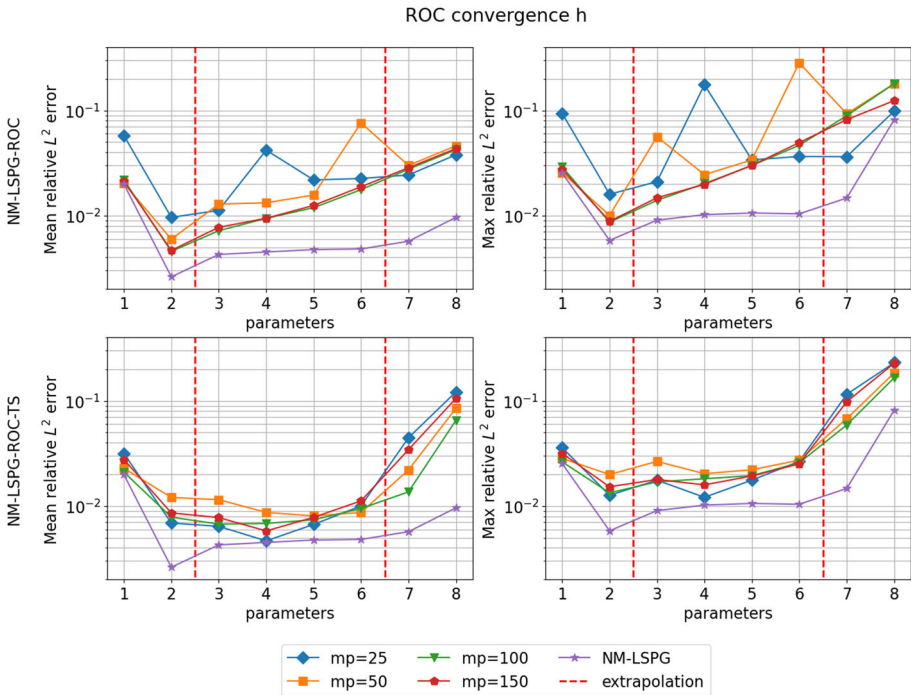 ROC convergence h
NM-LSPG-ROC
Mean relative L² error
10⁻¹
10⁻²
1 2 3 4 5 6 7 8
parameters
Max relative L² error
10⁻¹
10⁻²
1 2 3 4 5 6 7 8
parameters
NM-LSPG-ROC-TS
Mean relative L² error
10⁻¹
10⁻²
1 2 3 4 5 6 7 8
parameters
Max relative L² error
10⁻¹
10⁻²
1 2 3 4 5 6 7 8
parameters
mp=25 mp=100 NM-LSPG
mp=50 mp=150 extrapolation